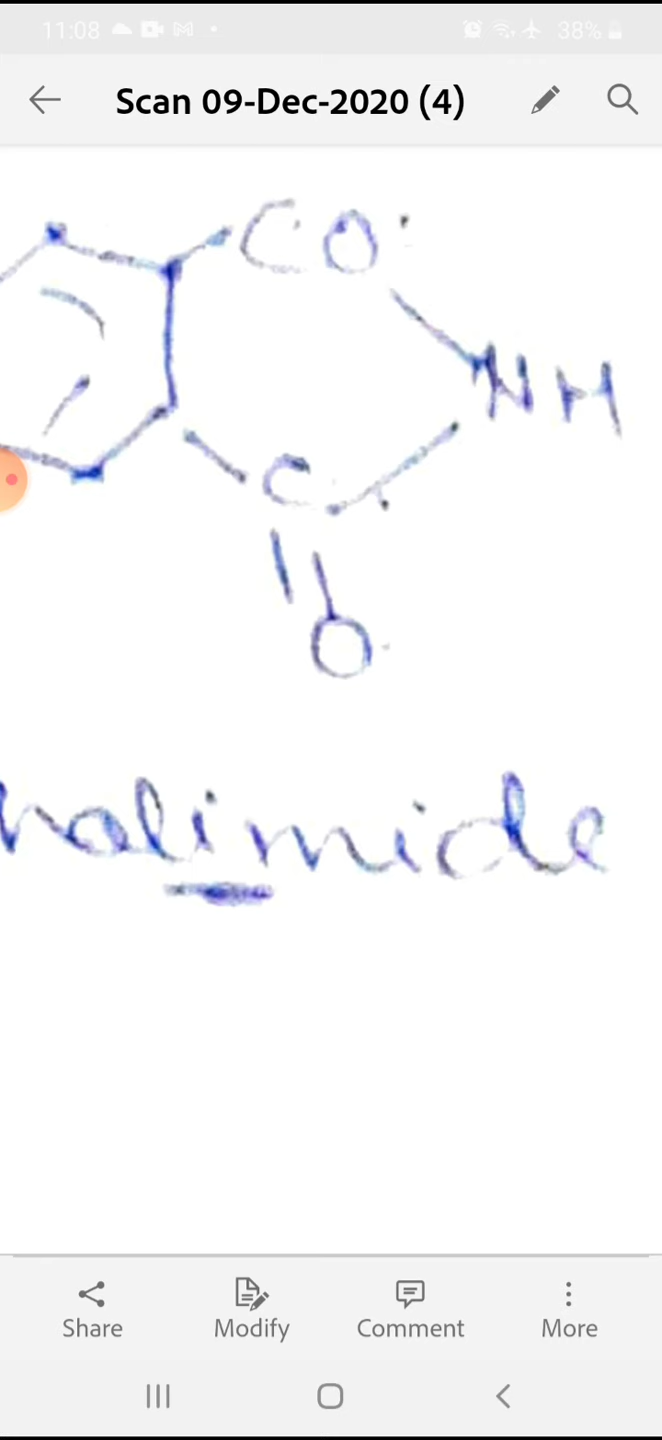 11:08 38%
Scan 09-Dec-2020 (4)
CO
NH
C
O
halimide
Share Modify Comment More